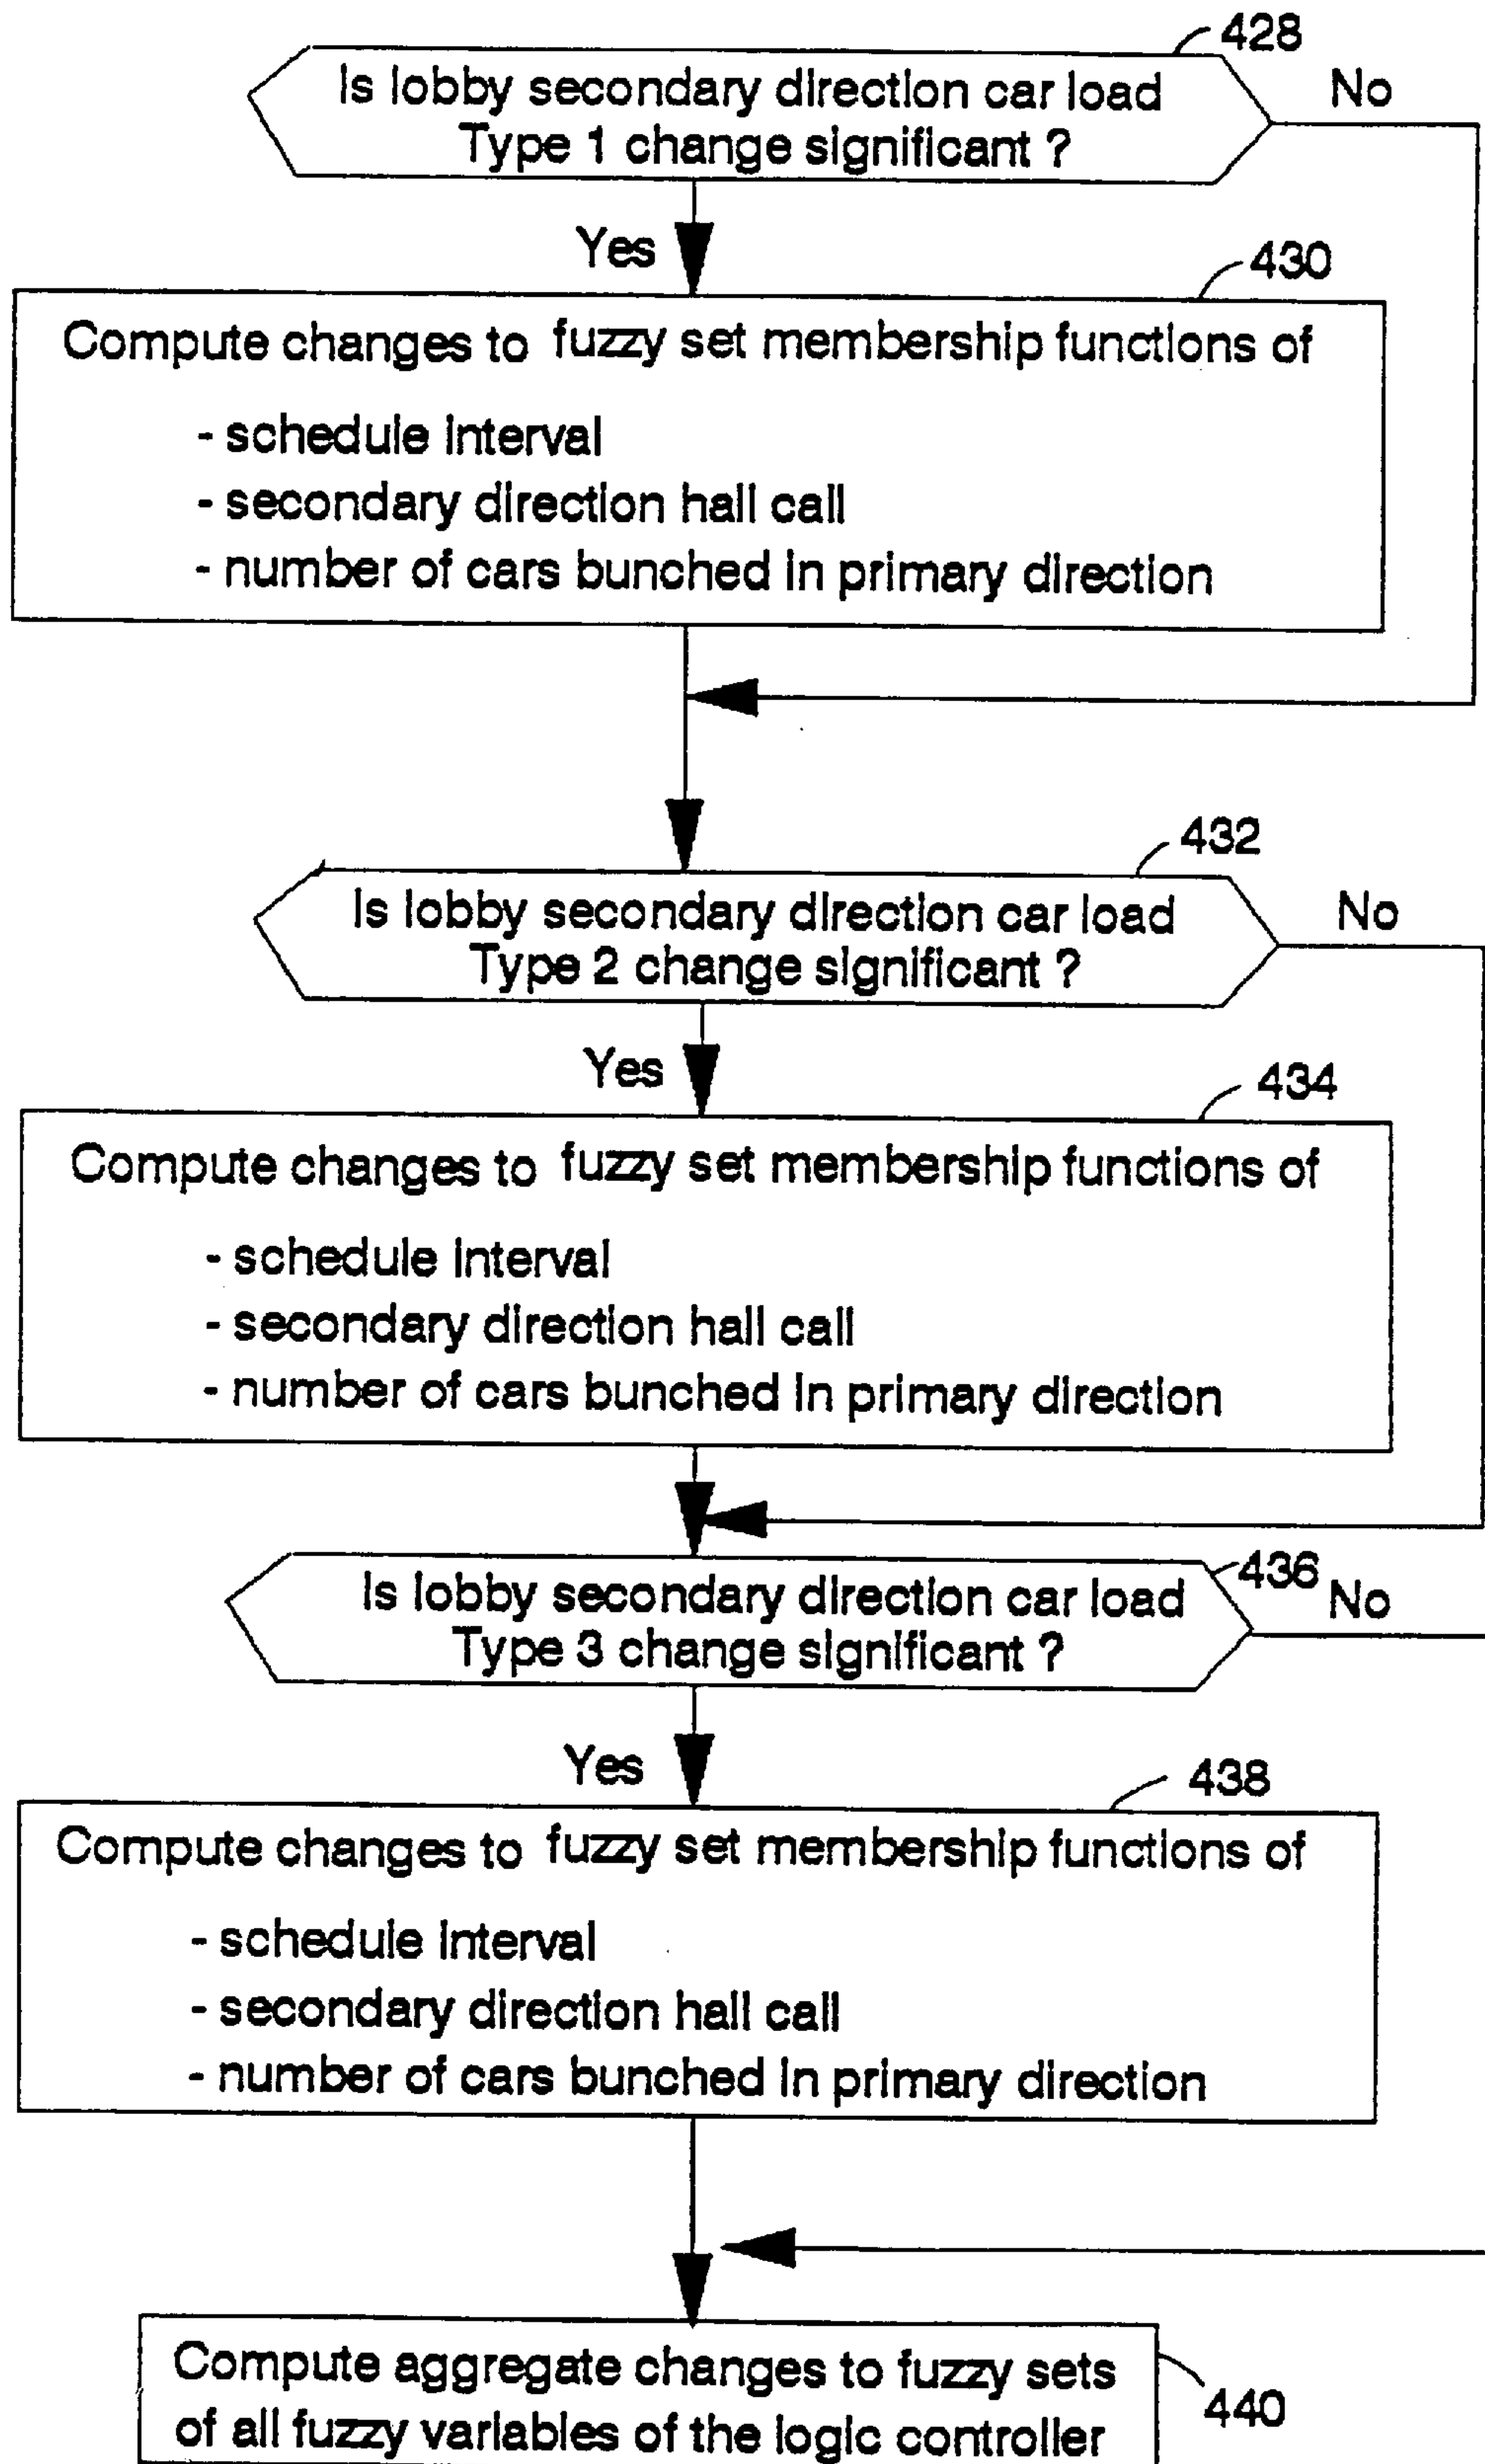 428
Is lobby secondary direction car load
Type 1 change significant ?
No
Yes
430
Compute changes to fuzzy set membership functions of
- schedule interval
- secondary direction hall call
- number of cars bunched in primary direction
432
Is lobby secondary direction car load
Type 2 change significant ?
No
Yes
434
Compute changes to fuzzy set membership functions of
- schedule interval
- secondary direction hall call
- number of cars bunched in primary direction
436
Is lobby secondary direction car load
Type 3 change significant ?
No
Yes
438
Compute changes to fuzzy set membership functions of
- schedule interval
- secondary direction hall call
- number of cars bunched in primary direction
Compute aggregate changes to fuzzy sets
of all fuzzy variables of the logic controller
440